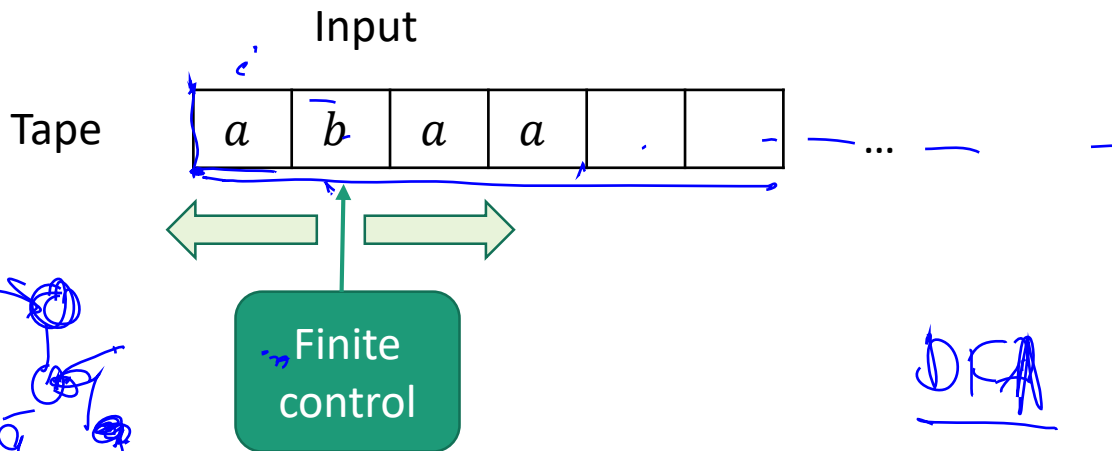 Input
Tape a b a a ...
Finite
control
DFA